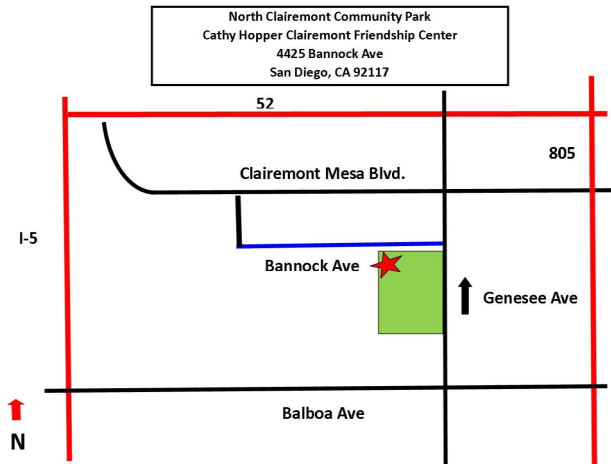 North Clairemont Community Park
Cathy Hopper Clairemont Friendship Center
4425 Bannock Ave
San Diego, CA 92117
52
805
Clairemont Mesa Blvd.
I-5
Bannock Ave
Genesee Ave
Balboa Ave
N